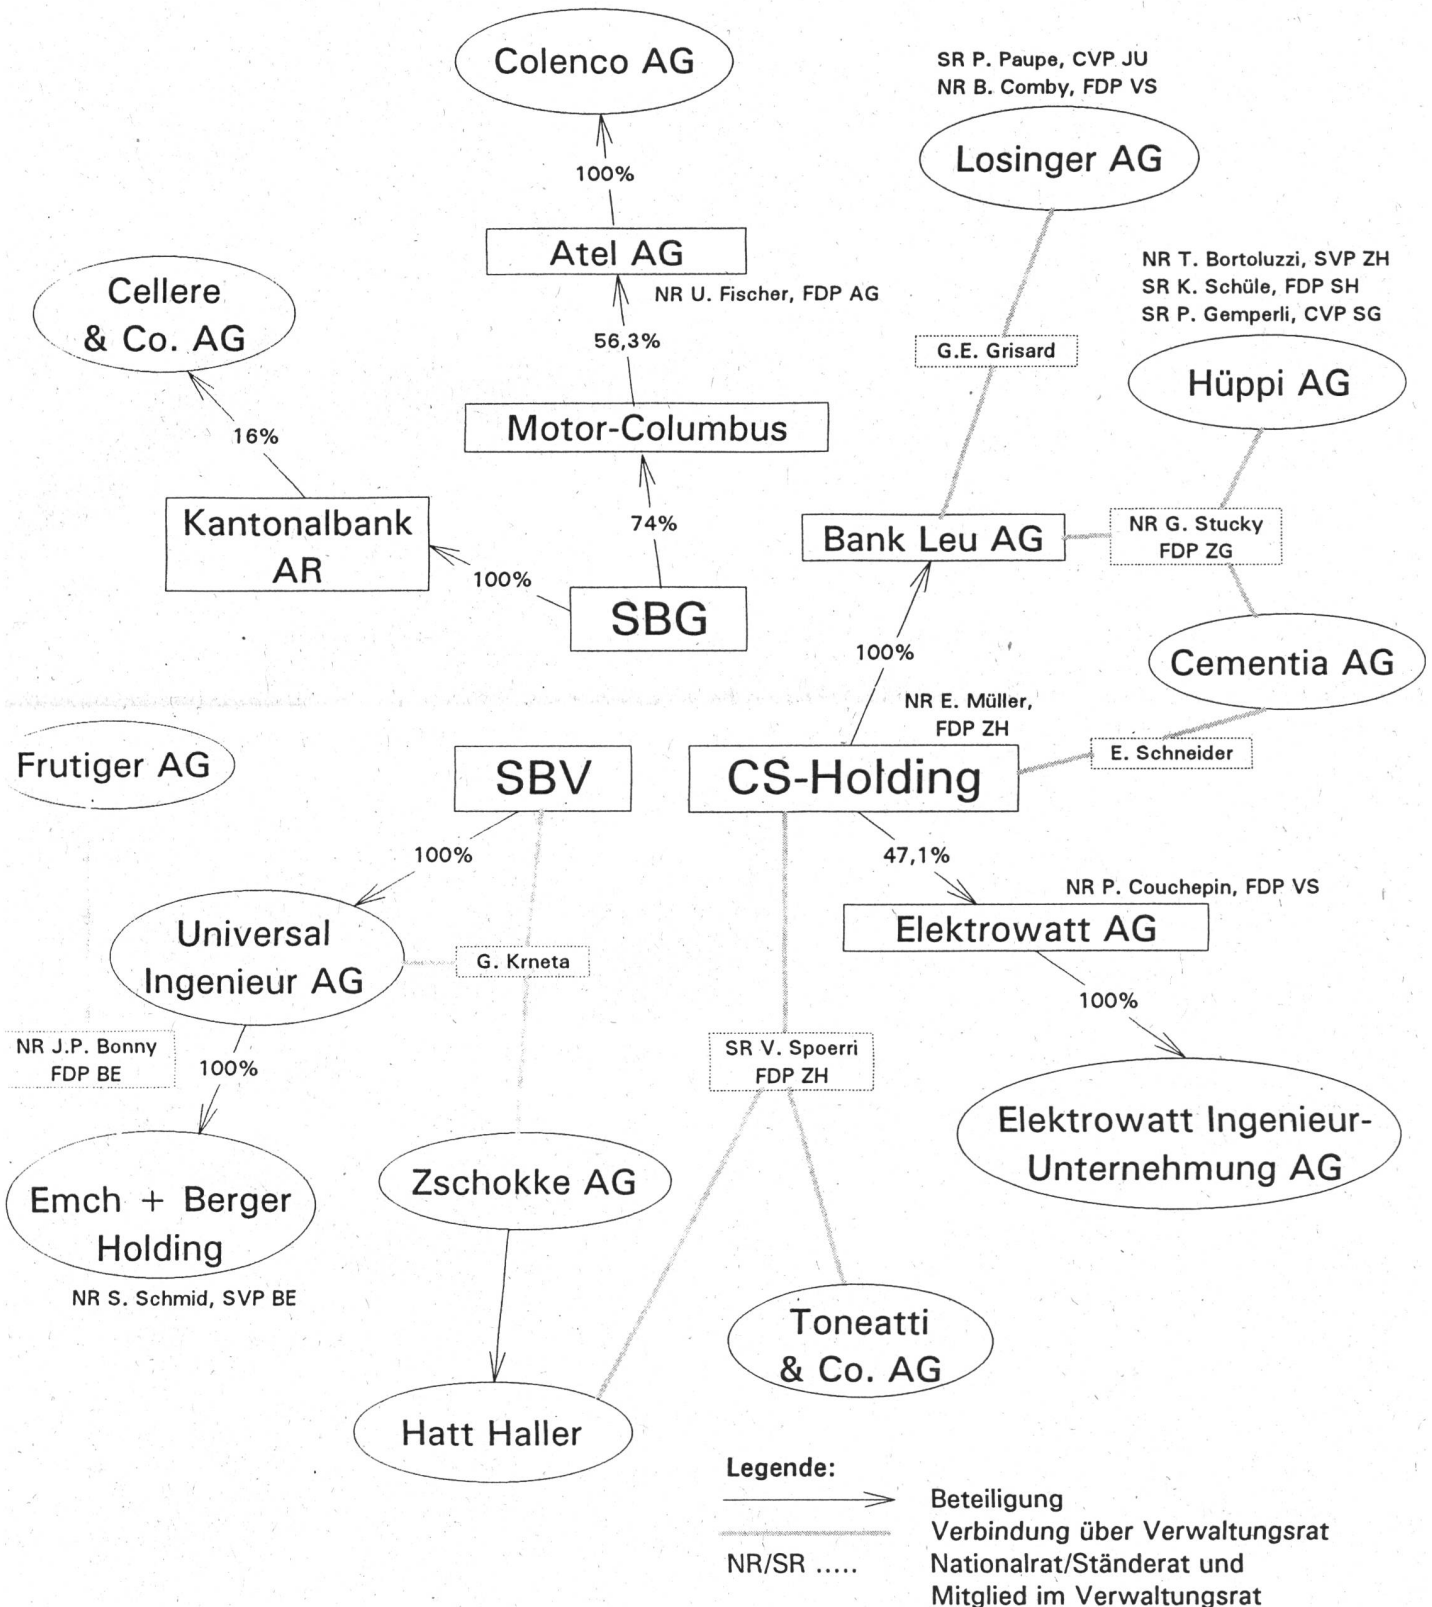 Colenco AG
SR P. Paupe, CVP JU
NR B. Comby, FDP VS
Losinger AG
100%
Atel AG
NR U. Fischer, FDP AG
Cellere
& Co. AG
NR T. Bortoluzzi, SVP ZH
SR K. Schüle, FDP SH
SR P. Gemperli, CVP SG
56,3%
G.E. Grisard
Hüppi AG
16%
Motor-Columbus
Kantonalbank
AR
74%
100%
SBG
Bank Leu AG
NR G. Stucky
FDP ZG
100%
Cementia AG
NR E. Müller,
FDP ZH
Frutiger AG
SBV
CS-Holding
E. Schneider
100%
47,1%
NR P. Couchepin, FDP VS
Universal
Ingenieur AG
G. Krneta
Elektrowatt AG
100%
NR J.P. Bonny
FDP BE
100%
SR V. Spoerri
FDP ZH
Elektrowatt Ingenieur-
Unternehmung AG
Emch + Berger
Holding
NR S. Schmid, SVP BE
Zschokke AG
Toneatti
& Co. AG
Hatt Haller
Legende:
Beteiligung
Verbindung über Verwaltungsrat
NR/SR ..... Nationalrat/Ständerat und
Mitglied im Verwaltungsrat